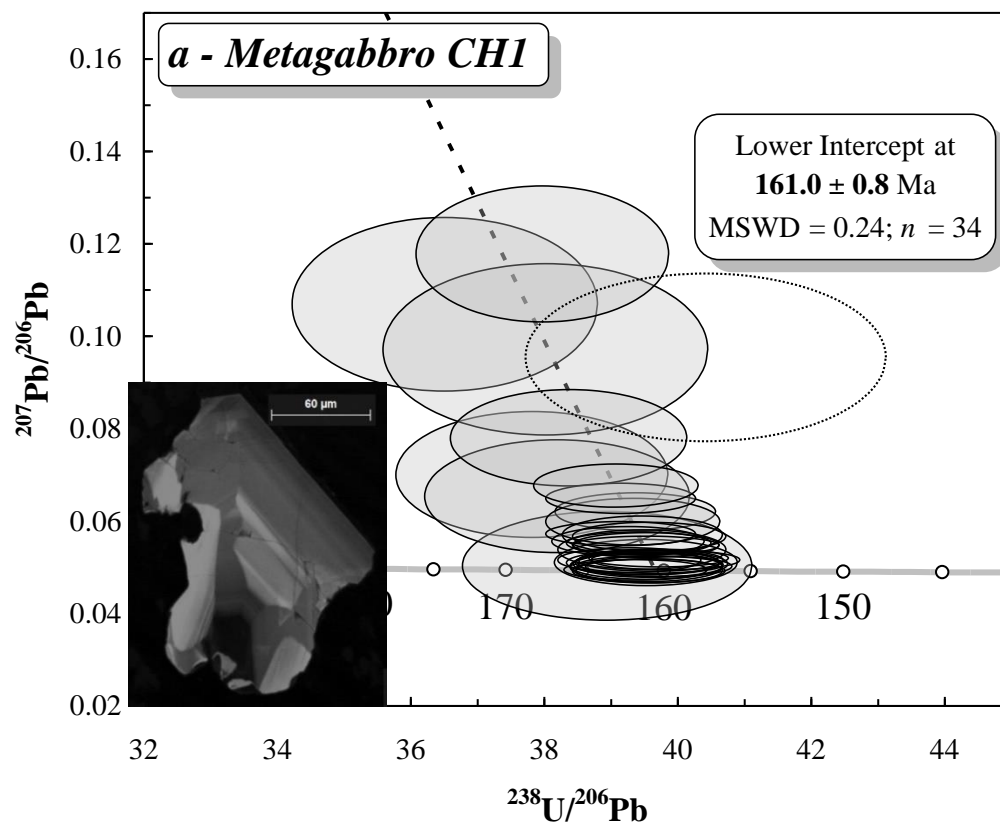 a - Metagabbro CH1
Lower Intercept at
161.0 ± 0.8 Ma
MSWD = 0.24; n = 34
0.16
0.14
0.12
0.10
0.08
0.06
0.04
0.02
²⁰⁷Pb/²⁰⁶Pb
60 µm
0
170
160
150
32
34
36
38
40
42
44
²³⁸U/²⁰⁶Pb